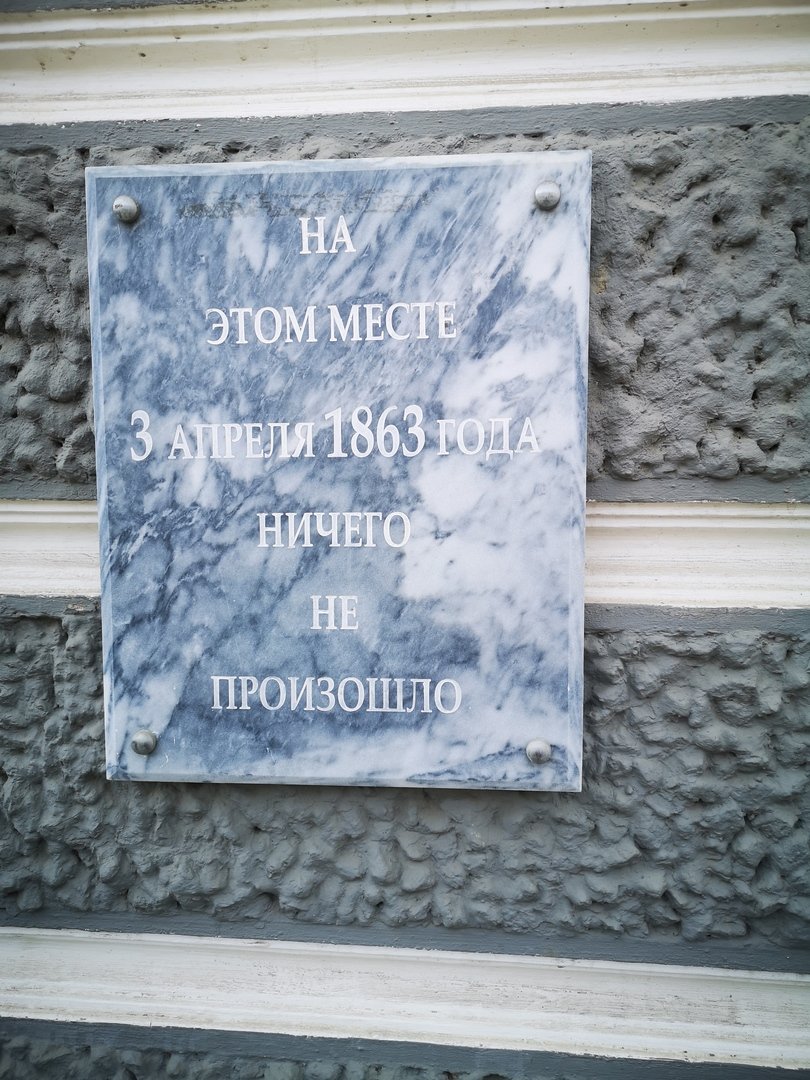 НА
ЭТОМ МЕСТЕ
3 АПРЕЛЯ 1863 ГОДА
НИЧЕГО
НЕ
ПРОИЗОШЛО